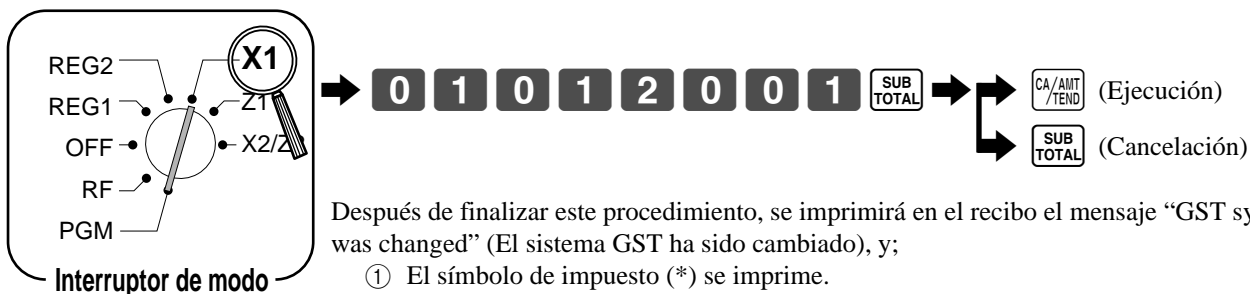 REG2
X1
REG1
Z1
OFF
X2/Z
RF
PGM
Interruptor de modo
0 1 0 1 2 0 0 1 SUB TOTAL
CA/AMT /TEND (Ejecución)
SUB TOTAL (Cancelación)
Después de finalizar este procedimiento, se imprimirá en el recibo el mensaje “GST sy
was changed” (El sistema GST ha sido cambiado), y;
① El símbolo de impuesto (*) se imprime.